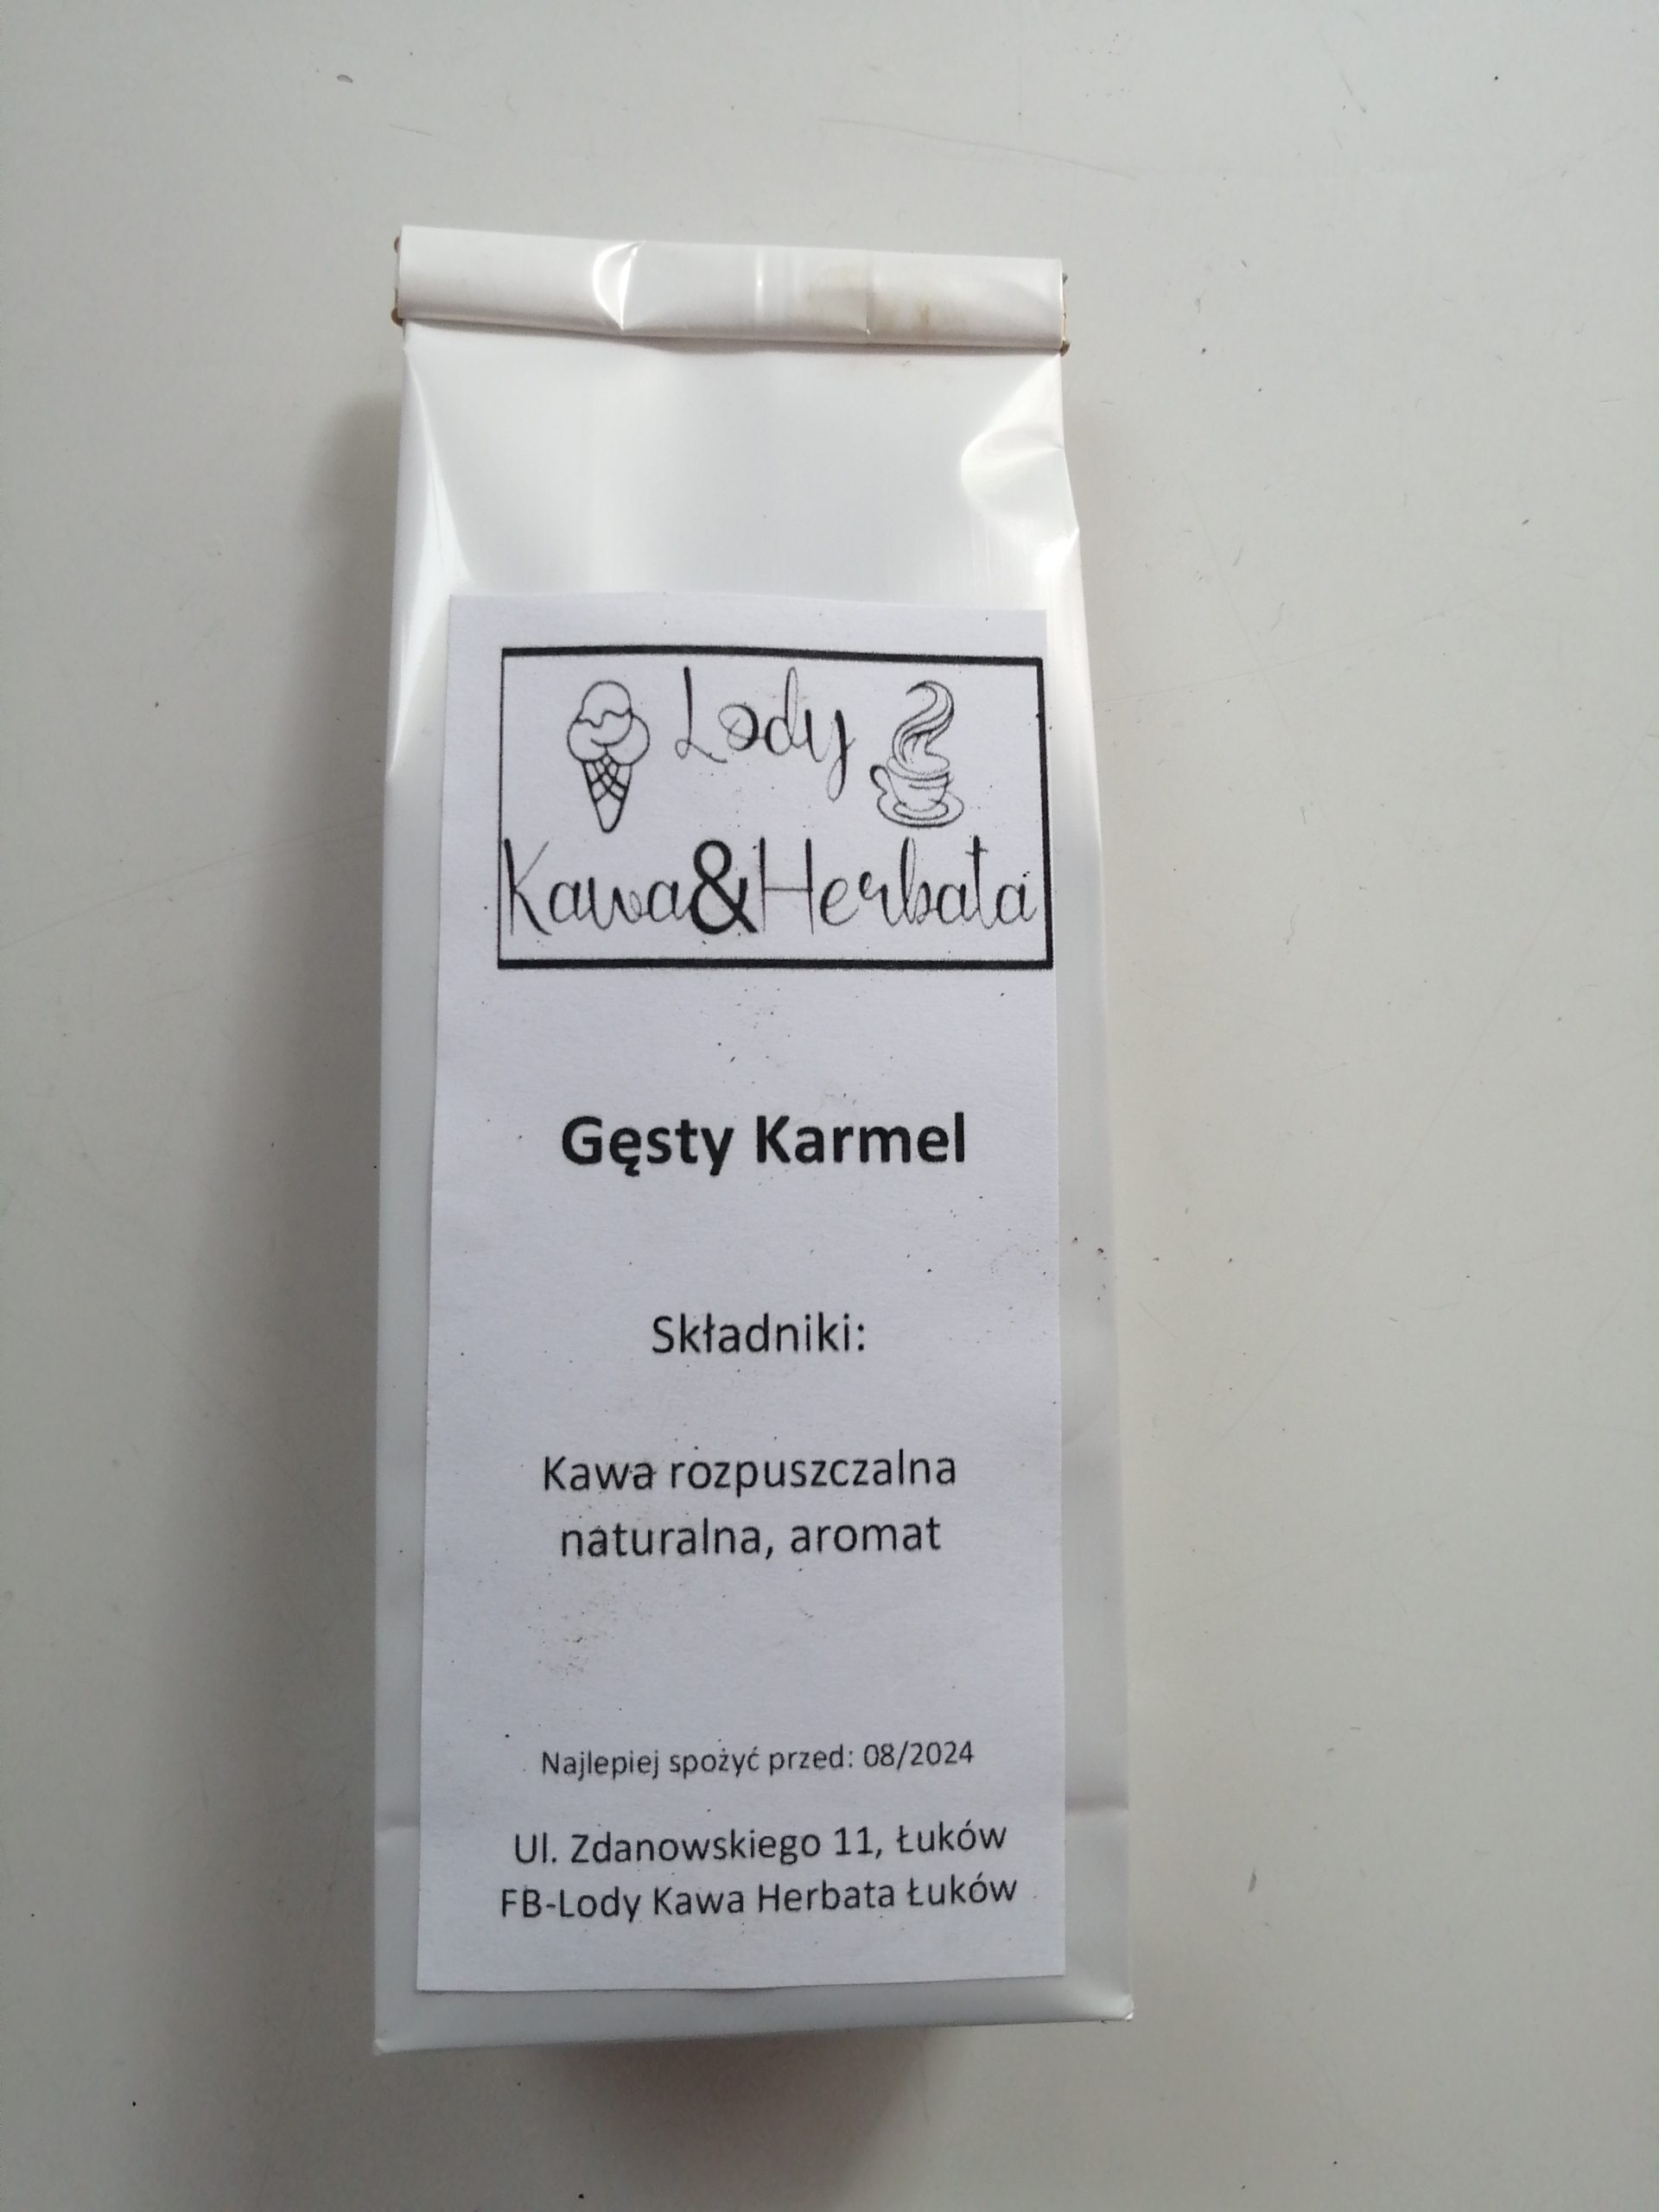 Lody
Kawa&Herbata
Gęsty Karmel
Składniki:
Kawa rozpuszczalna
naturalna, aromat
Najlepiej spożyć przed: 08/2024
Ul. Zdanowskiego 11, Łuków
FB-Lody Kawa Herbata Łuków